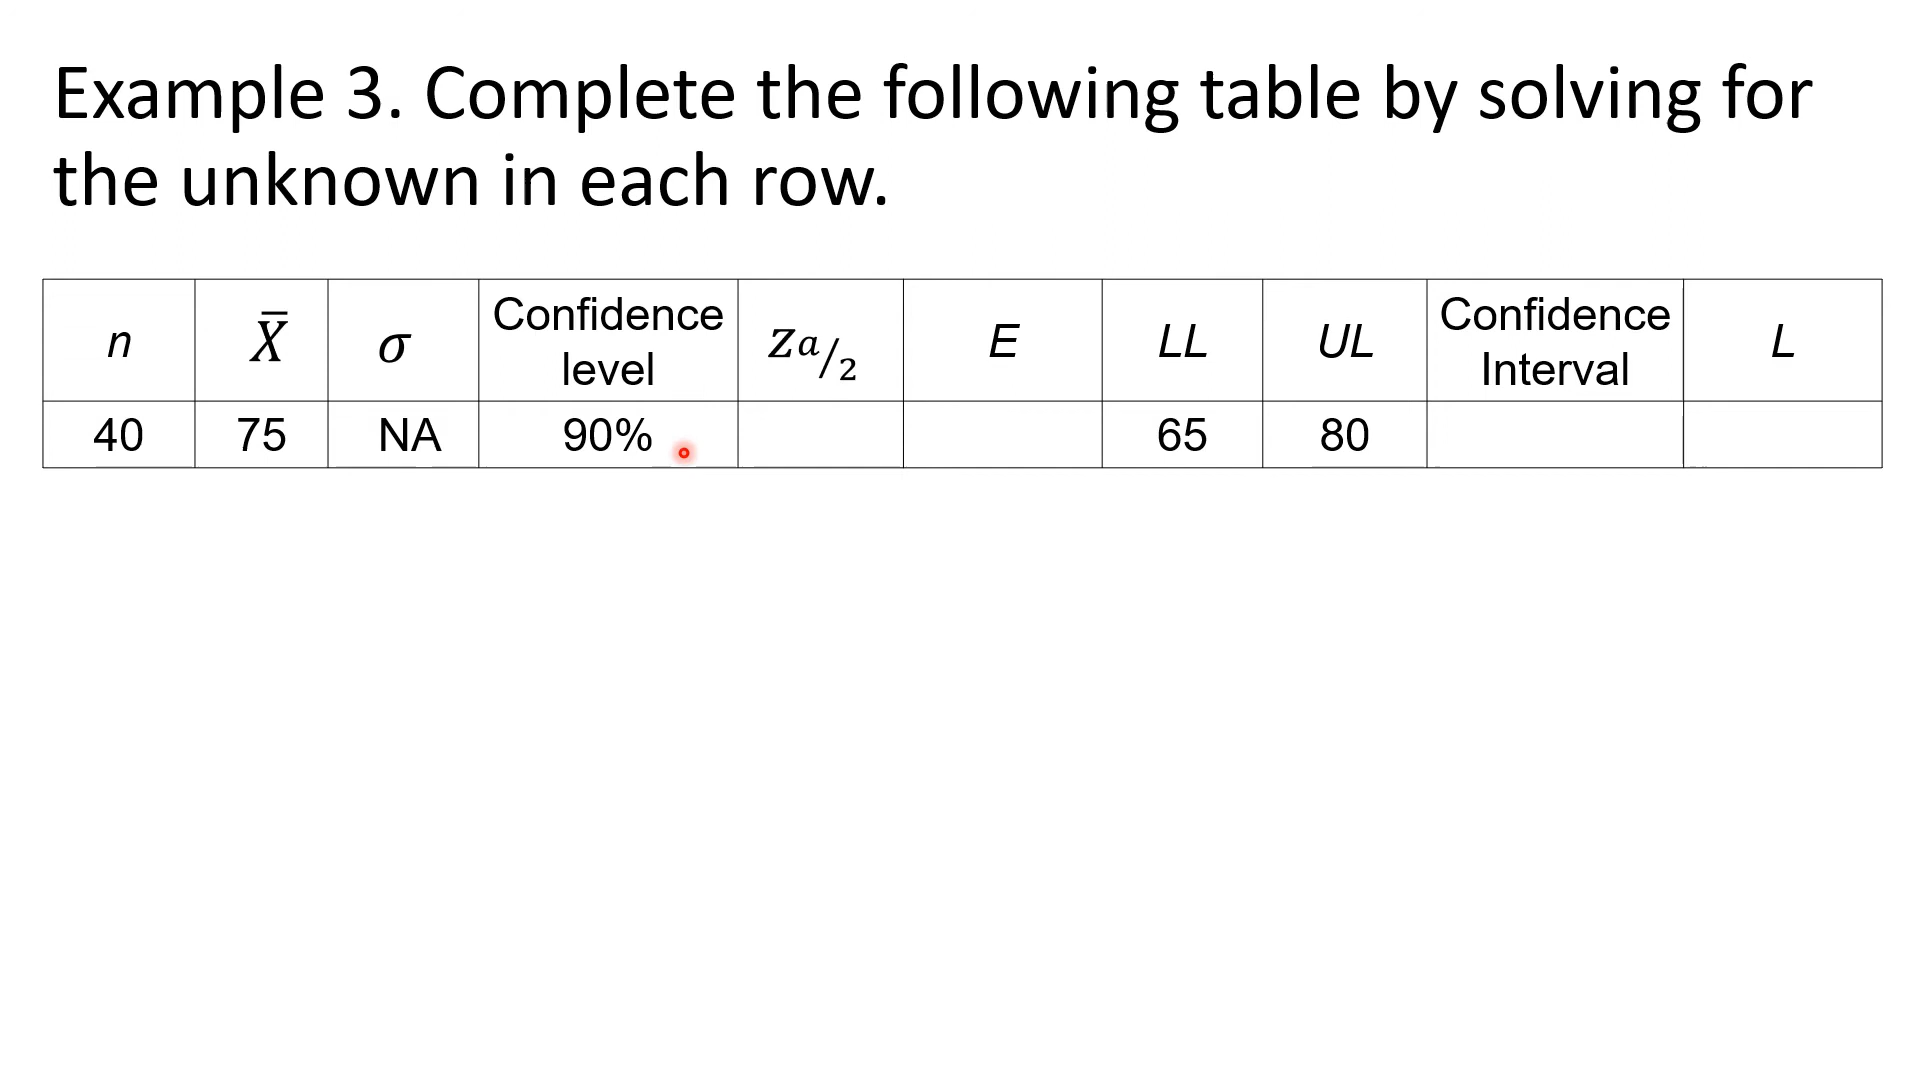 Example 3. Complete the following table by solving for
the unknown in each row.
n X̄ σ Confidence level Za/2 E LL UL Confidence Interval L
40 75 NA 90% 65 80